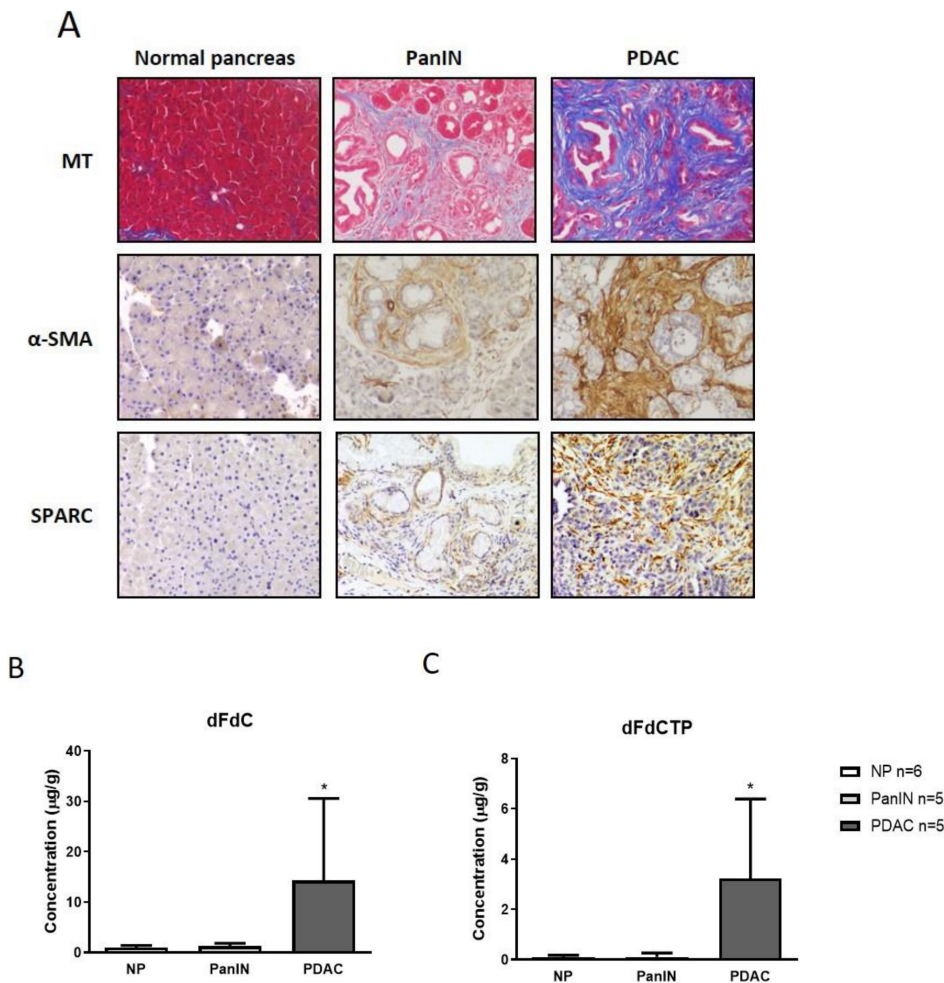 A
Normal pancreas PanIN PDAC
MT
α-SMA
SPARC
B
dFdC
Concentration (µg/g)
40
30
20
10
0
*
NP PanIN PDAC
C
dFdCTP
Concentration (µg/g)
8
6
4
2
0
*
NP PanIN PDAC
NP n=6
PanIN n=5
PDAC n=5